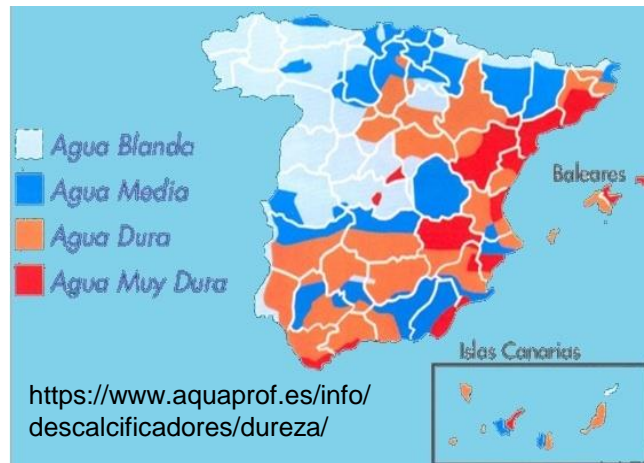 Agua Blanda
Agua Media
Agua Dura
Agua Muy Dura
Baleares
Islas Canarias
https://www.aquaprof.es/info/
descalcificadores/dureza/